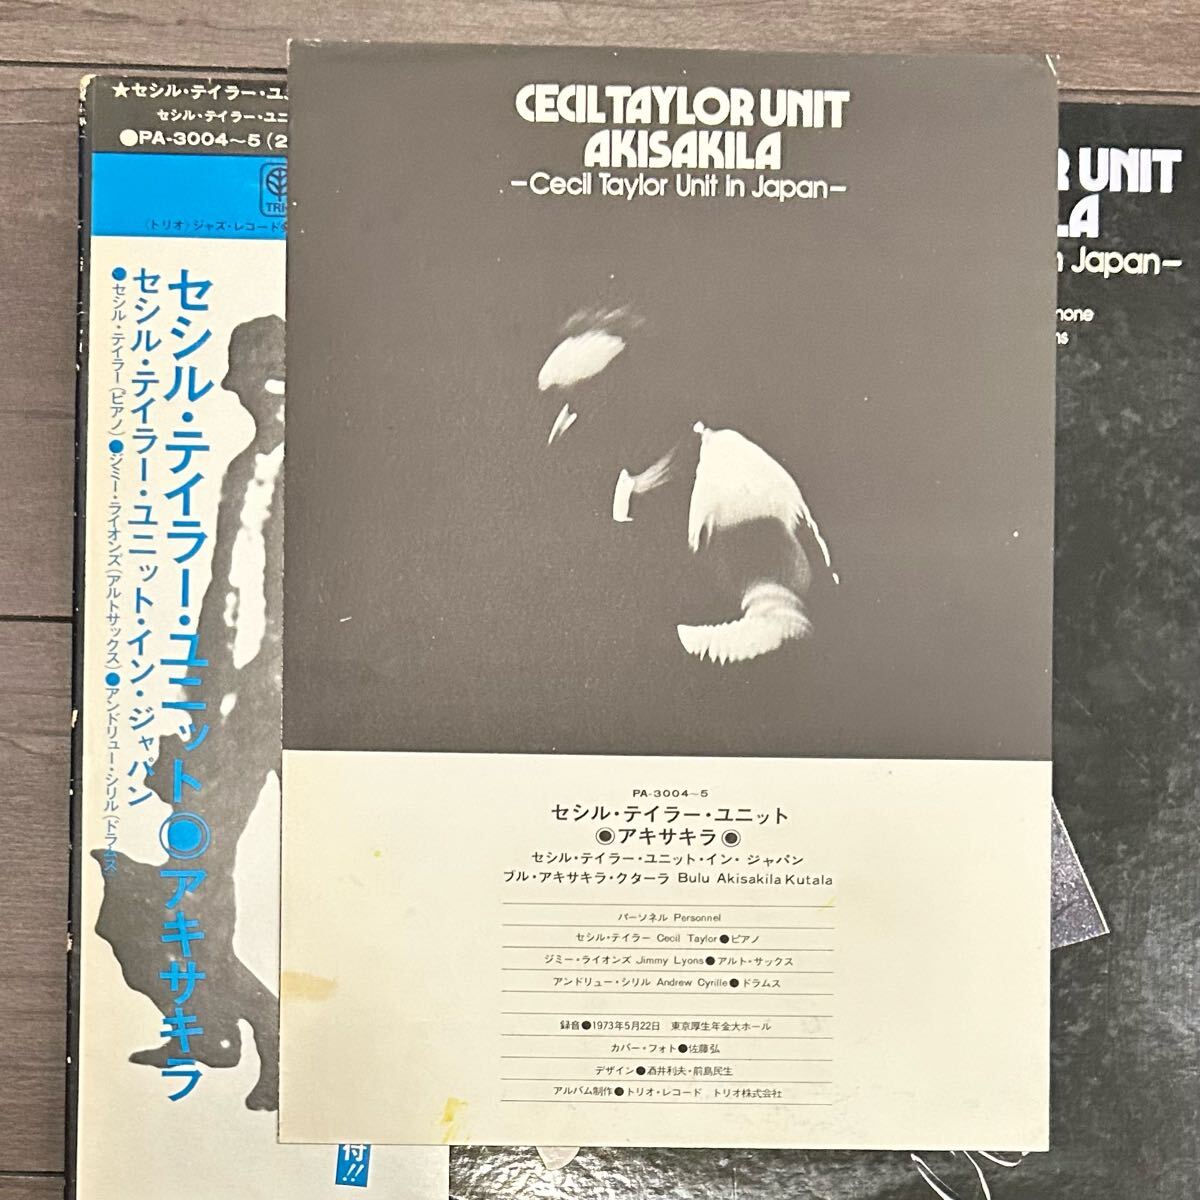 ★セシル・テイラー・ユ
セシル・テイラー・ユニ
●PA-3004～5(2
TRI
〈トリオ〉ジャズ・レコード
セシル・テイラー・ユニット◎アキサキラ
セシル・テイラー・ユニット・イン・ジャパン
●セシル・テイラー(ピアノ)●ジミー・ライオンズ(アルトサックス)●アンドリュー・シリル(ドラムス)
!!
CECIL TAYLOR UNIT
AKISAKILA
–Cecil Taylor Unit In Japan–
PA-3004～5
セシル・テイラー・ユニット
◉アキサキラ◉
セシル・テイラー・ユニット・イン・ジャパン
ブル・アキサキラ・クターラ Bulu Akisakila Kutala
パーソネル Personnel
セシル・テイラー Cecil Taylor●ピアノ
ジミー・ライオンズ Jimmy Lyons●アルト・サックス
アンドリュー・シリル Andrew Cyrille●ドラムス
録音●1973年5月22日 東京厚生年金大ホール
カバー・フォト●佐藤弘
デザイン●酒井利夫・前島民生
アルバム制作●トリオ・レコード トリオ株式会社
R UNIT
LA
n Japan–
hone
ns